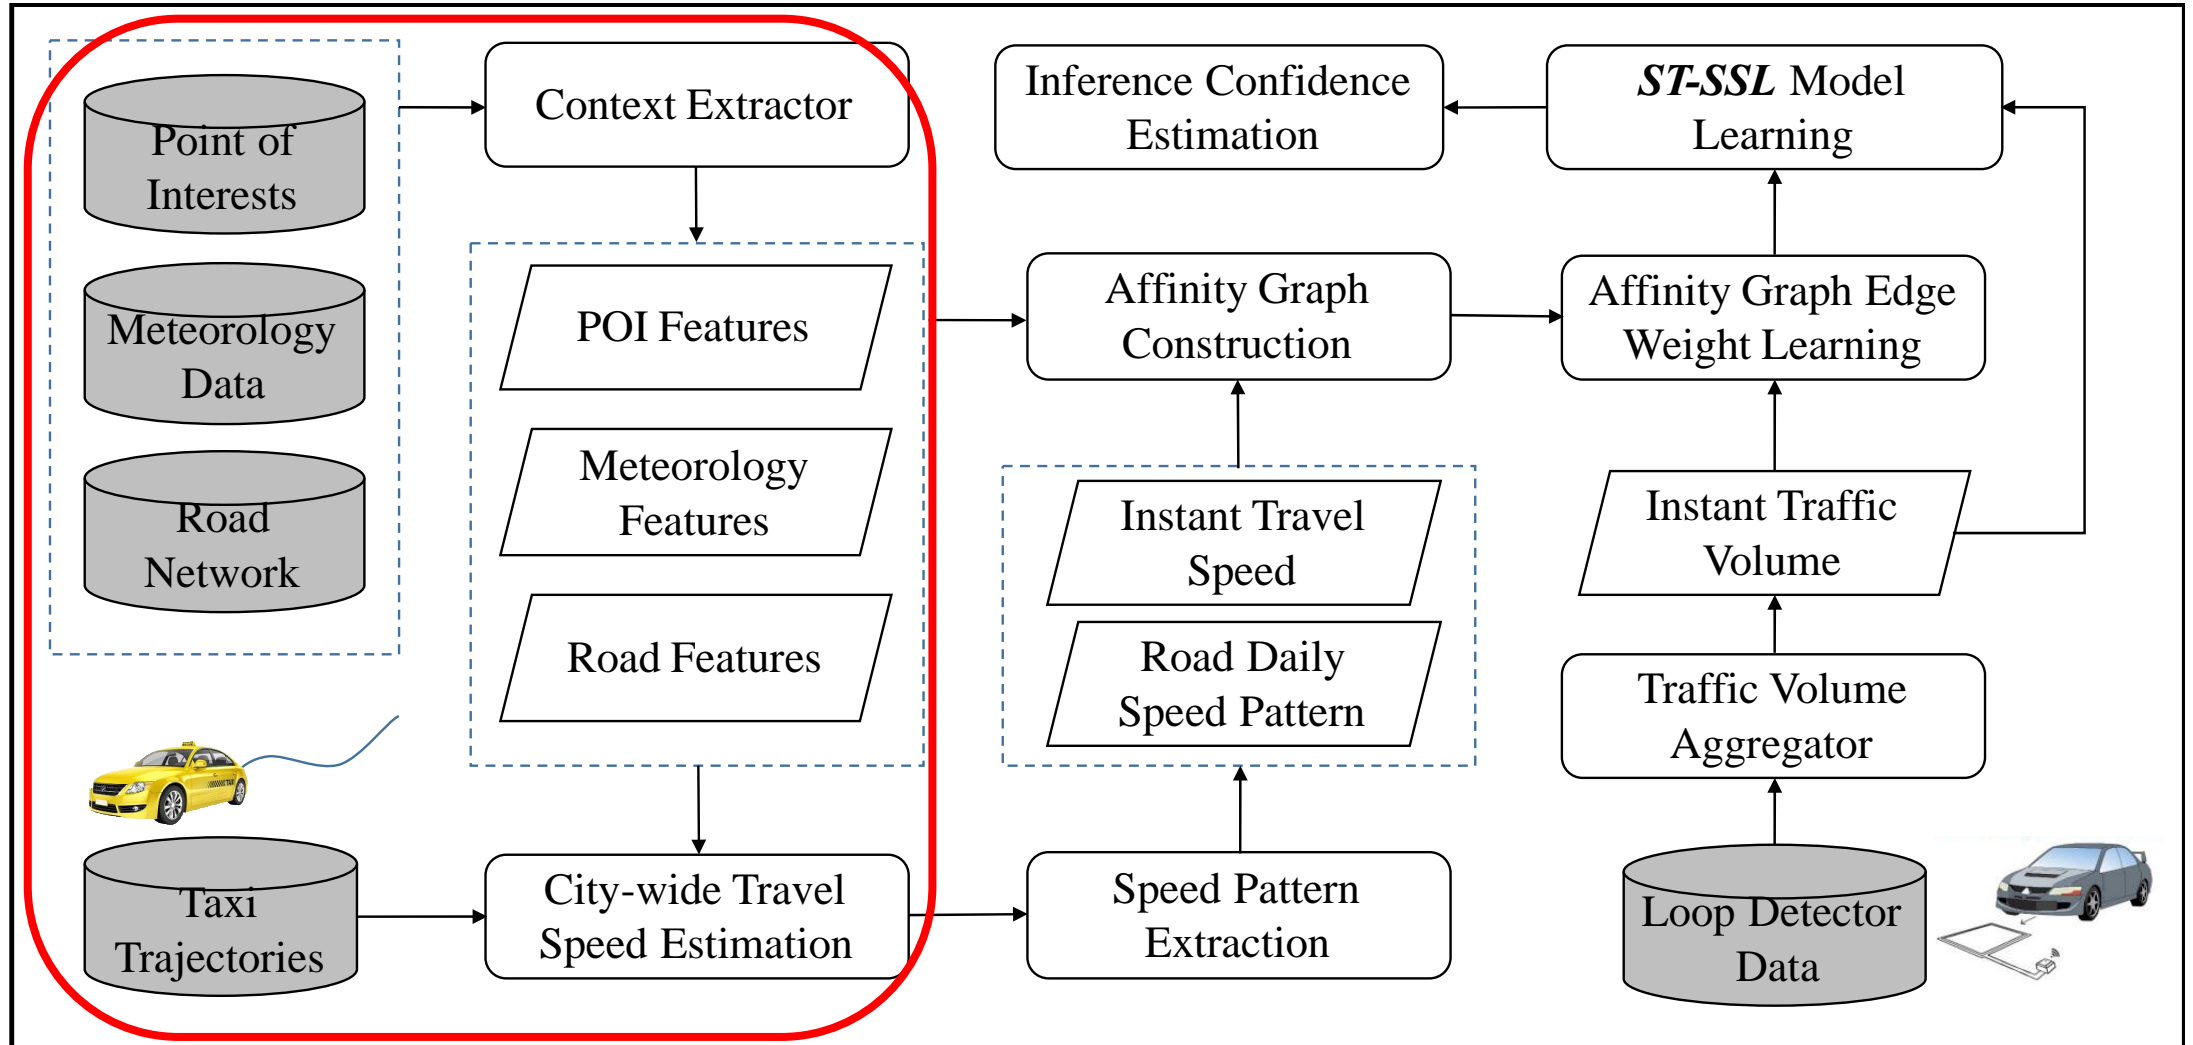 Point of
Interests
Meteorology
Data
Road
Network
Taxi
Trajectories
Context Extractor
POI Features
Meteorology
Features
Road Features
City-wide Travel
Speed Estimation
Inference Confidence
Estimation
Affinity Graph
Construction
Instant Travel
Speed
Road Daily
Speed Pattern
Speed Pattern
Extraction
ST-SSL Model
Learning
Affinity Graph Edge
Weight Learning
Instant Traffic
Volume
Traffic Volume
Aggregator
Loop Detector
Data